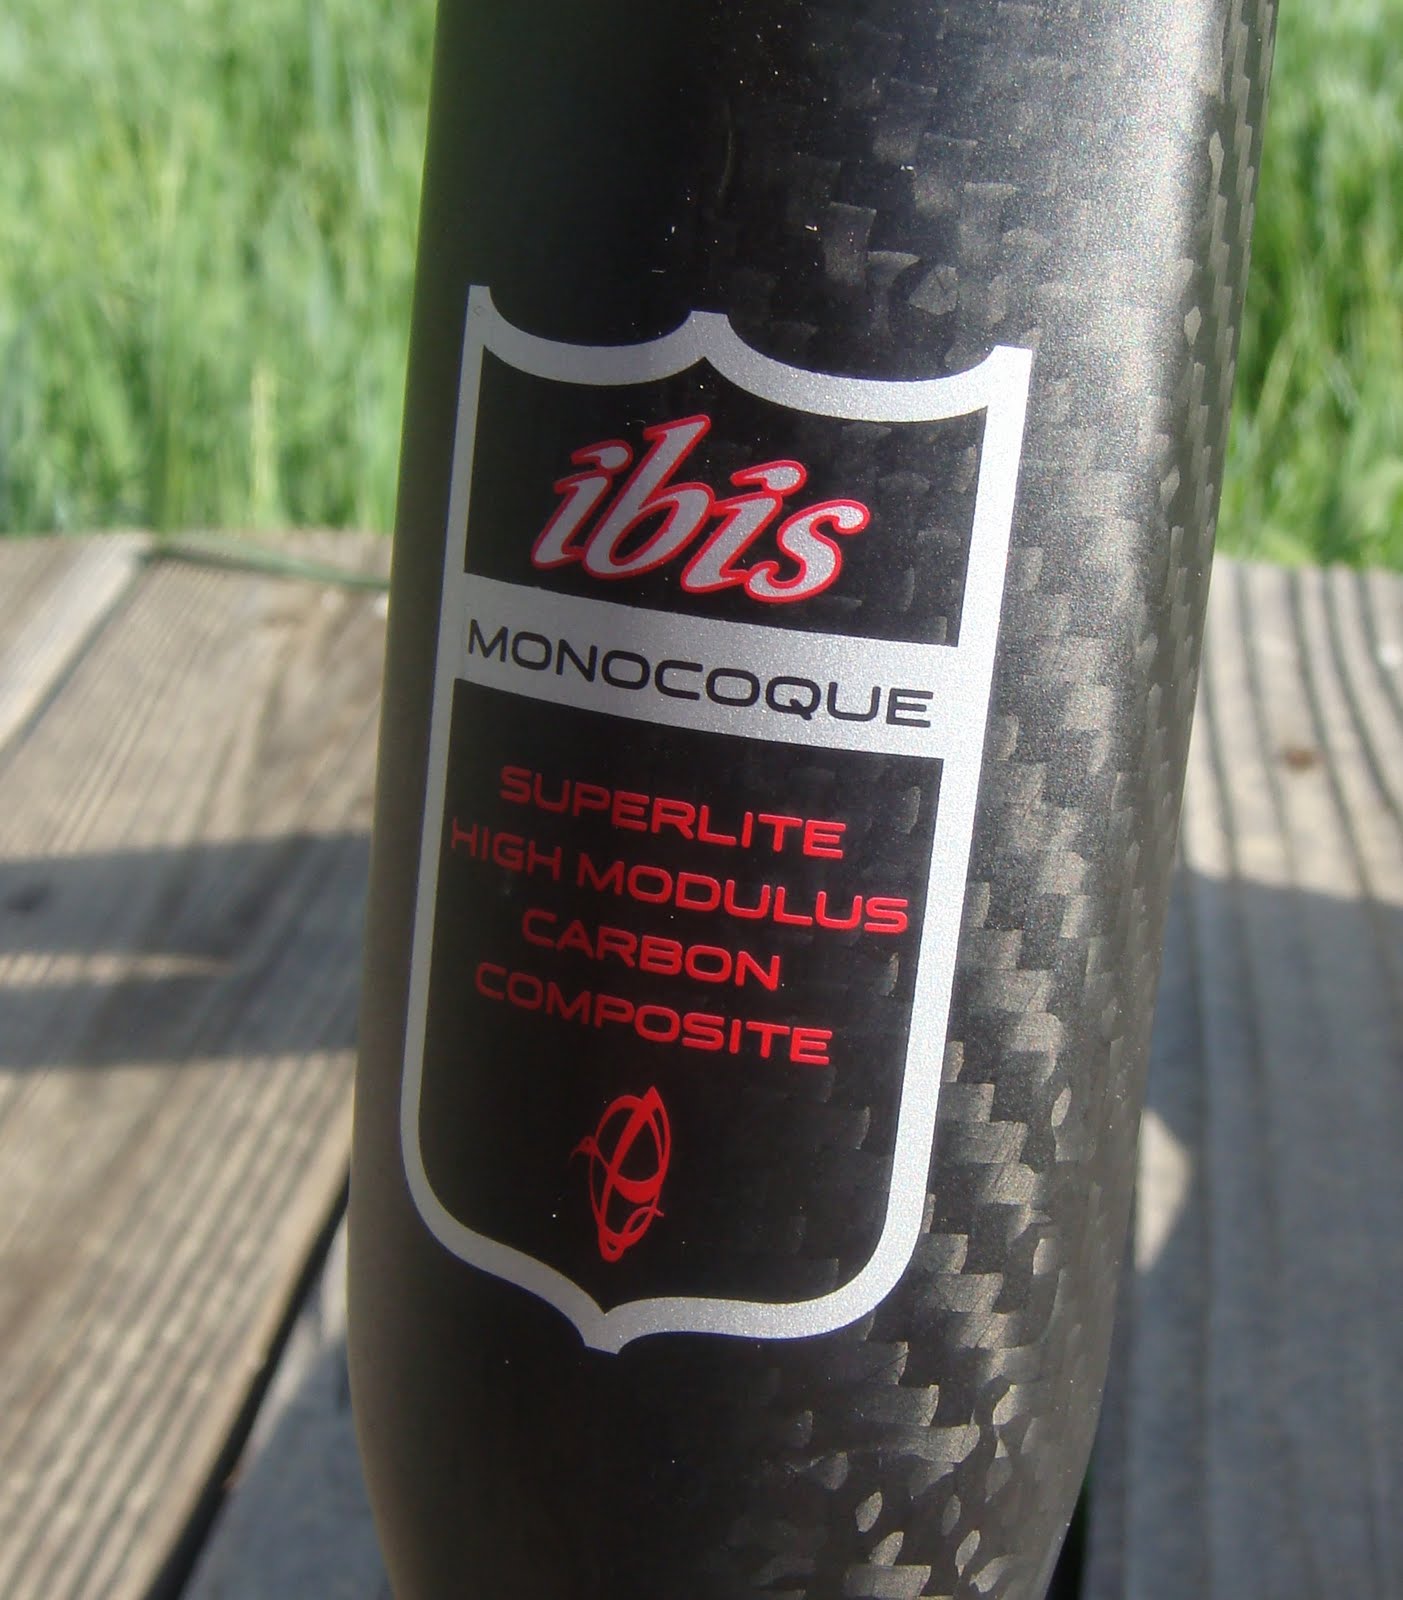 ibis
MONOCOQUE
SUPERLITE
HIGH MODULUS
CARBON
COMPOSITE